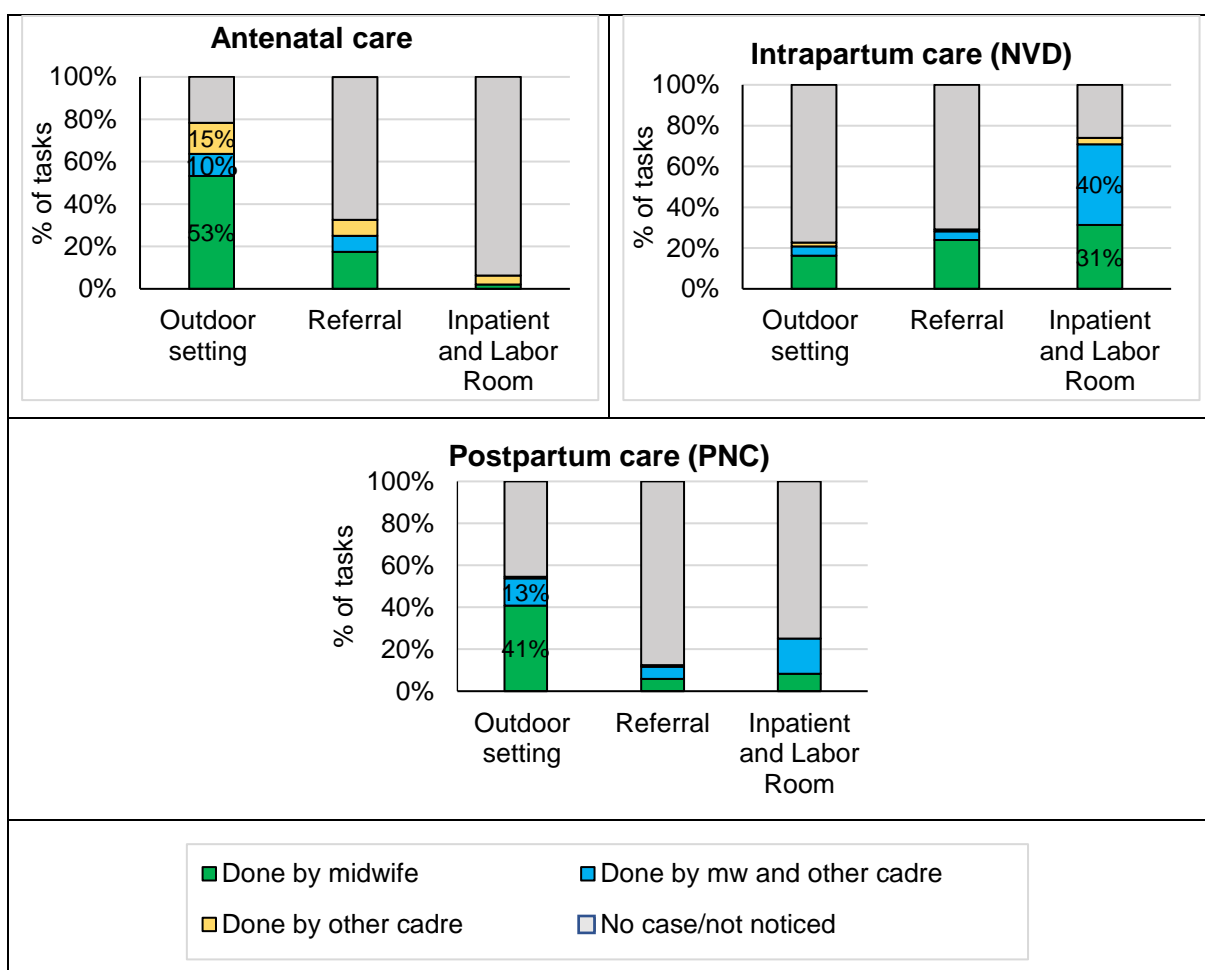 Antenatal care
100%
80%
60%
40%
20%
0%
% of tasks
15%
10%
53%
Outdoor
setting
Referral
Inpatient
and Labor
Room
Intrapartum care (NVD)
100%
80%
60%
40%
20%
0%
% of tasks
40%
31%
Outdoor
setting
Referral
Inpatient
and Labor
Room
Postpartum care (PNC)
100%
80%
60%
40%
20%
0%
% of tasks
13%
41%
Outdoor
setting
Referral
Inpatient
and Labor
Room
Done by midwife
Done by mw and other cadre
Done by other cadre
No case/not noticed